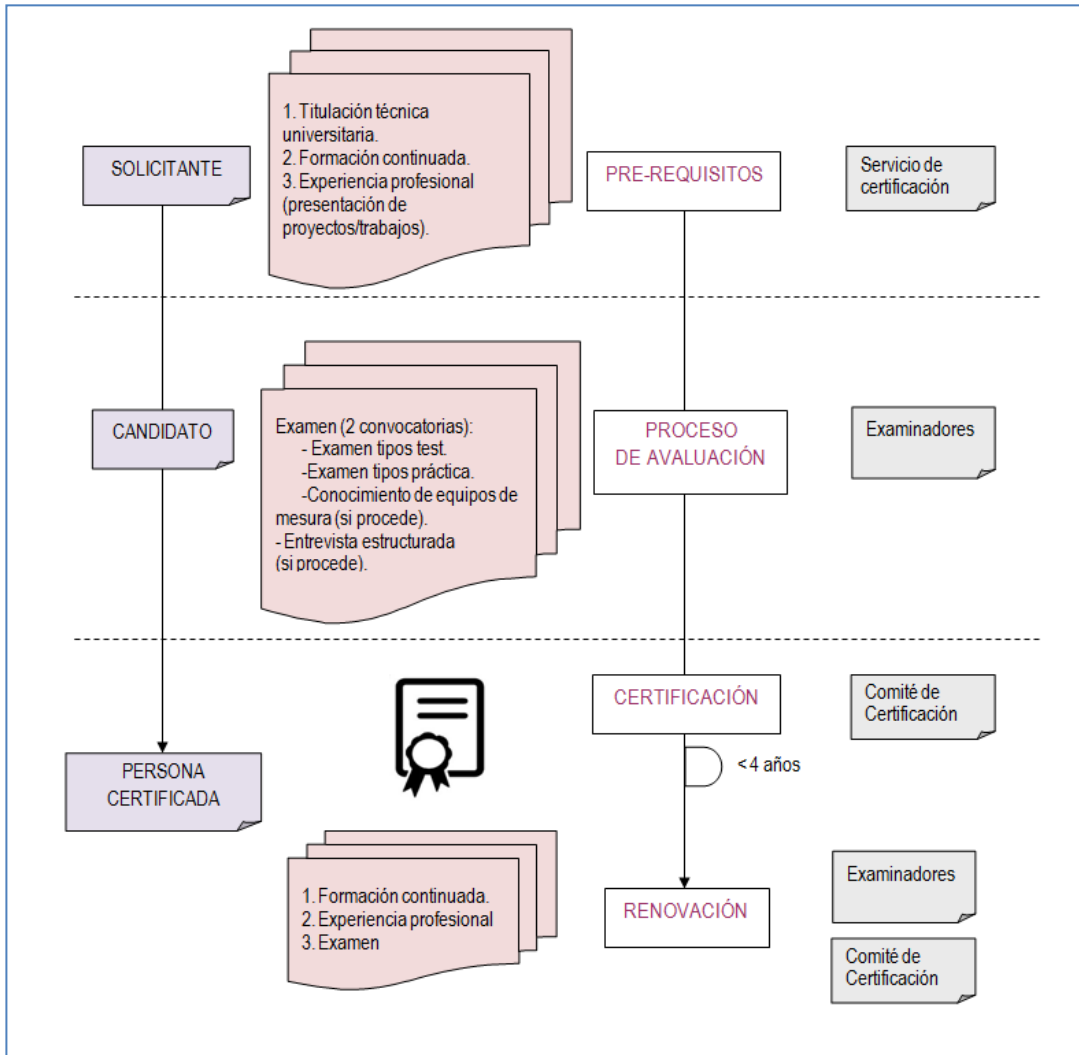 SOLICITANTE
1. Titulación técnica
universitaria.
2. Formación continuada.
3. Experiencia profesional
(presentación de
proyectos/trabajos).
PRE-REQUISITOS
Servicio de
certificación
CANDIDATO
Examen (2 convocatorias):
- Examen tipos test.
-Examen tipos práctica.
-Conocimiento de equipos de
mesura (si procede).
- Entrevista estructurada
(si procede).
PROCESO
DE AVALUACIÓN
Examinadores
CERTIFICACIÓN
Comité de
Certificación
< 4 años
PERSONA
CERTIFICADA
1. Formación continuada.
2. Experiencia profesional
3. Examen
RENOVACIÓN
Examinadores
Comité de
Certificación